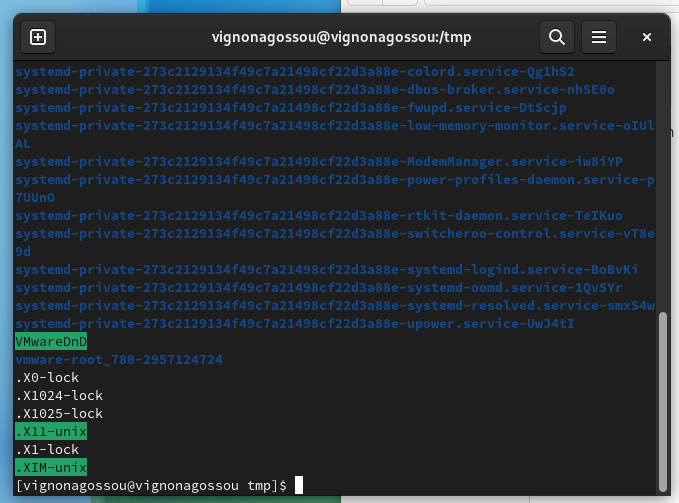 vignonagossou@vignonagossou:/tmp
systemd-private-273c2129134f49c7a21498cf22d3a88e-colord.service-Qg1hS2
systemd-private-273c2129134f49c7a21498cf22d3a88e-dbus-broker.service-nhSE0o
systemd-private-273c2129134f49c7a21498cf22d3a88e-fwupd.service-DtScjp
systemd-private-273c2129134f49c7a21498cf22d3a88e-low-memory-monitor.service-oIUl
AL
systemd-private-273c2129134f49c7a21498cf22d3a88e-ModemManager.service-iw8iYP
systemd-private-273c2129134f49c7a21498cf22d3a88e-power-profiles-daemon.service-p
7UUnO
systemd-private-273c2129134f49c7a21498cf22d3a88e-rtkit-daemon.service-TeIKuo
systemd-private-273c2129134f49c7a21498cf22d3a88e-switcheroo-control.service-vT8e
9d
systemd-private-273c2129134f49c7a21498cf22d3a88e-systemd-logind.service-BoBvKi
systemd-private-273c2129134f49c7a21498cf22d3a88e-systemd-oomd.service-1QvSYr
systemd-private-273c2129134f49c7a21498cf22d3a88e-systemd-resolved.service-smxS4w
systemd-private-273c2129134f49c7a21498cf22d3a88e-upower.service-UwJ4tI
VMwareDnD
vmware-root_780-2957124724
.X0-lock
.X1024-lock
.X1025-lock
.X11-unix
.X1-lock
.XIM-unix
[vignonagossou@vignonagossou tmp]$